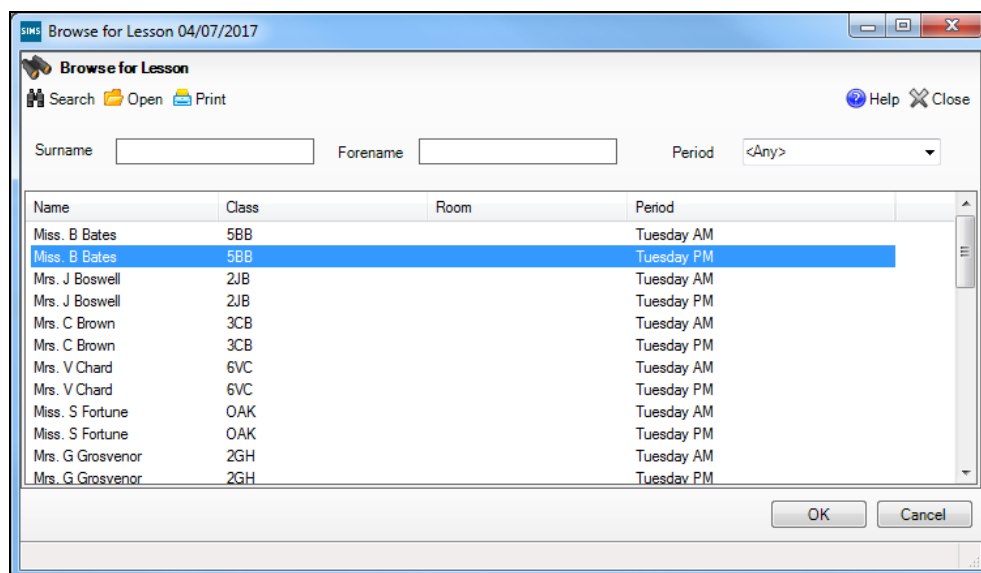 SIMS Browse for Lesson 04/07/2017
Browse for Lesson
Search Open Print Help Close
Surname Forename Period <Any>
Name Class Room Period
Miss. B Bates 5BB Tuesday AM
Miss. B Bates 5BB Tuesday PM
Mrs. J Boswell 2JB Tuesday AM
Mrs. J Boswell 2JB Tuesday PM
Mrs. C Brown 3CB Tuesday AM
Mrs. C Brown 3CB Tuesday PM
Mrs. V Chard 6VC Tuesday AM
Mrs. V Chard 6VC Tuesday PM
Miss. S Fortune OAK Tuesday AM
Miss. S Fortune OAK Tuesday PM
Mrs. G Grosvenor 2GH Tuesday AM
Mrs. G Grosvenor 2GH Tuesday PM
OK Cancel